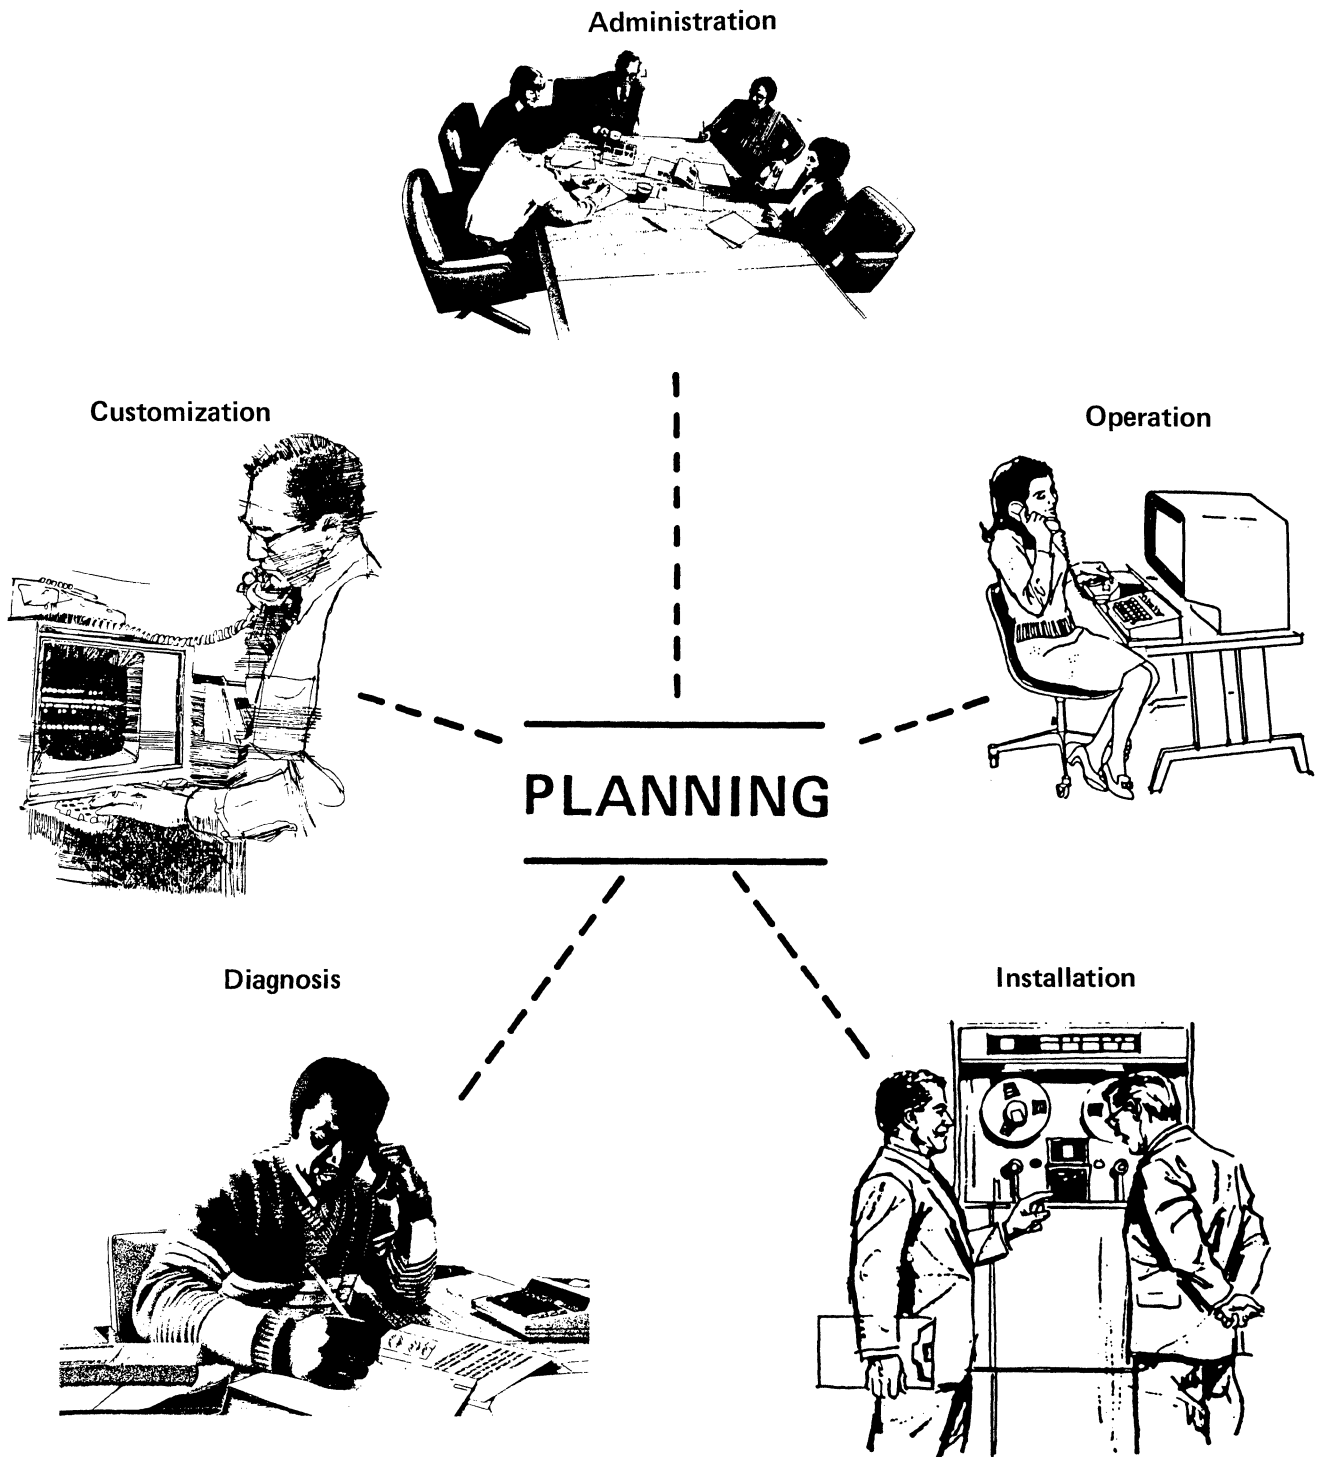 Administration
Customization
Operation
PLANNING
Diagnosis
Installation